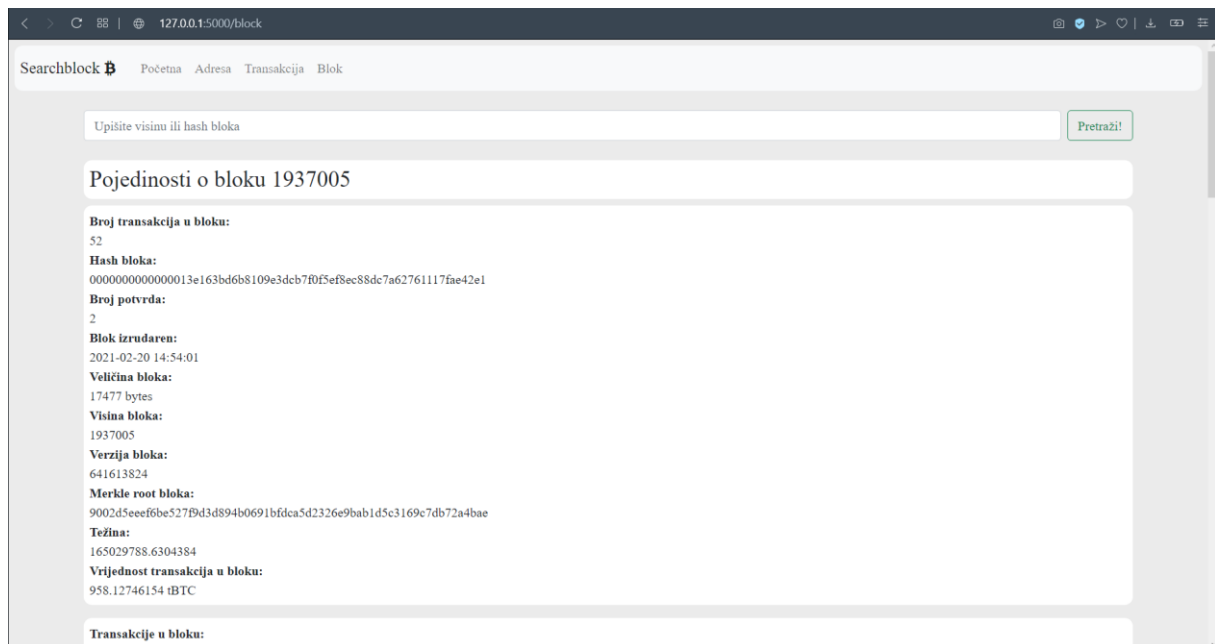 127.0.0.1:5000/block
Searchblock Početna Adresa Transakcija Blok
Upišite visinu ili hash bloka Pretraži!
Pojedinosti o bloku 1937005
Broj transakcija u bloku:
52
Hash bloka:
0000000000000013e163bd6b8109e3dcb7f0f5ef8ec88dc7a62761117fae42e1
Broj potvrda:
2
Blok izrudaren:
2021-02-20 14:54:01
Veličina bloka:
17477 bytes
Visina bloka:
1937005
Verzija bloka:
641613824
Merkle root bloka:
9002d5eeef6be527f9d3d894b0691bfdca5d2326e9bab1d5c3169c7db72a4bae
Težina:
165029788.6304384
Vrijednost transakcija u bloku:
958.12746154 tBTC
Transakcije u bloku: